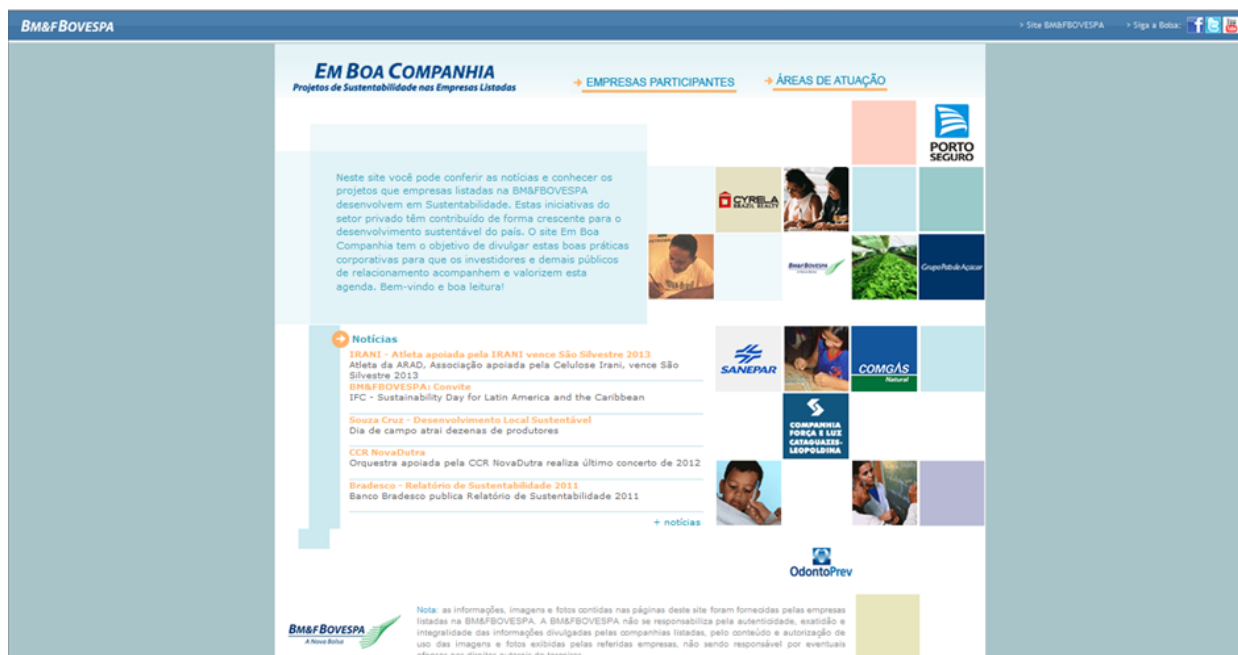 BM&FBOVESPA
> Site BM&FBOVESPA
> Siga a Bolsa:
EM BOA COMPANHIA
Projetos de Sustentabilidade nas Empresas Listadas
EMPRESAS PARTICIPANTES
ÁREAS DE ATUAÇÃO
PORTO
SEGURO
Neste site você pode conferir as notícias e conhecer os
projetos que empresas listadas na BM&FBOVESPA
desenvolvem em Sustentabilidade. Estas iniciativas do
setor privado têm contribuído de forma crescente para o
desenvolvimento sustentável do país. O site Em Boa
Companhia tem o objetivo de divulgar estas boas práticas
corporativas para que os investidores e demais públicos
de relacionamento acompanhem e valorizem esta
agenda. Bem-vindo e boa leitura!
CYRELA
BRAZIL REALTY
BM&FBOVESPA
Grupo Pão de Açúcar
Notícias
IRANI - Atleta apoiada pela IRANI vence São Silvestre 2013
Atleta da ARAD, Associação apoiada pela Celulose Irani, vence São
Silvestre 2013
BM&FBOVESPA: Convite
IFC - Sustainability Day for Latin America and the Caribbean
Souza Cruz - Desenvolvimento Local Sustentável
Dia de campo atrai dezenas de produtores
CCR NovaDutra
Orquestra apoiada pela CCR NovaDutra realiza último concerto de 2012
Bradesco - Relatório de Sustentabilidade 2011
Banco Bradesco publica Relatório de Sustentabilidade 2011
+ notícias
SANEPAR
COMGÁS
Natural
COMPANHIA
FORÇA E LUZ
CATAGUAZES-
LEOPOLDINA
OdontoPrev
BM&FBOVESPA
A Nova Bolsa
Nota: as informações, imagens e fotos contidas nas páginas deste site foram fornecidas pelas empresas
listadas na BM&FBOVESPA. A BM&FBOVESPA não se responsabiliza pela autenticidade, exatidão e
integralidade das informações divulgadas pelas companhias listadas, pelo conteúdo e autorização de
uso das imagens e fotos exibidas pelas referidas empresas, não sendo responsável por eventuais